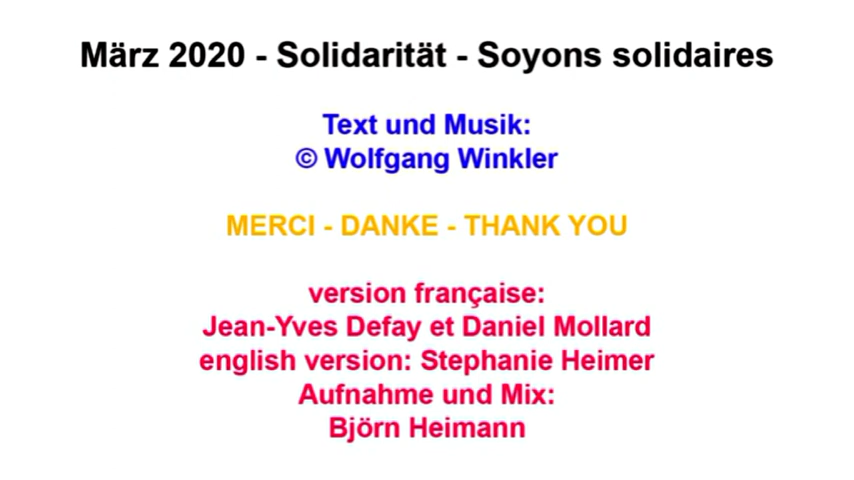 März 2020 - Solidarität - Soyons solidaires
Text und Musik:
© Wolfgang Winkler
MERCI - DANKE - THANK YOU
version française:
Jean-Yves Defay et Daniel Mollard
english version: Stephanie Heimer
Aufnahme und Mix:
Björn Heimann